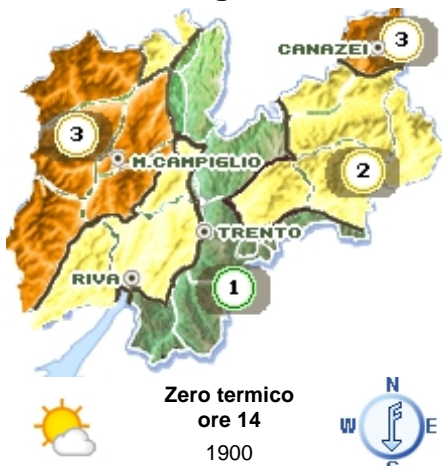 CANAZEI
3
3
M.CAMPIGLIO
2
TRENTO
RIVA
1
Zero termico
ore 14
1900
N
W E
S